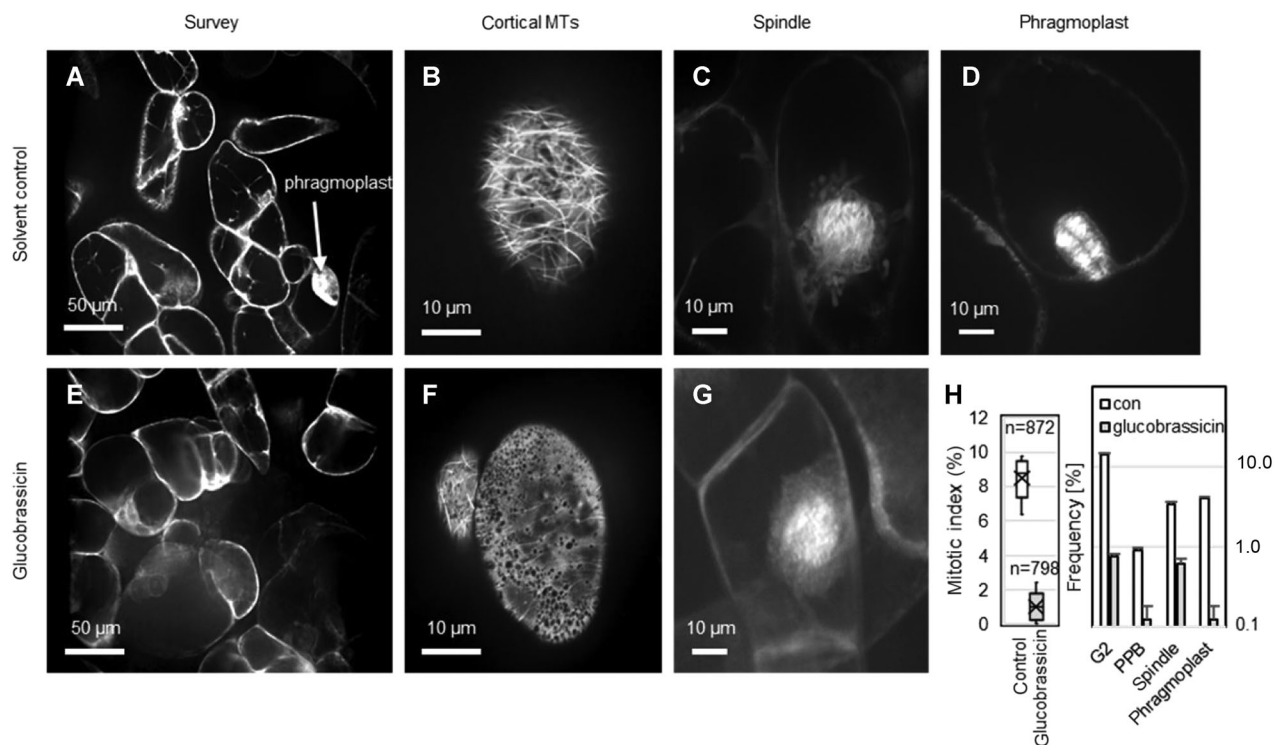 Survey
Cortical MTs
Spindle
Phragmoplast
Solvent control
A
phragmoplast
50 µm
B
10 µm
C
10 µm
D
10 µm
Glucobrassicin
E
50 µm
F
10 µm
G
10 µm
H
Mitotic index (%)
12
10
8
6
4
2
0
n=872
n=798
Control
Glucobrassicin
Frequency [%]
con
glucobrassicin
10.0
1.0
0.1
G2
PPB
Spindle
Phragmoplast